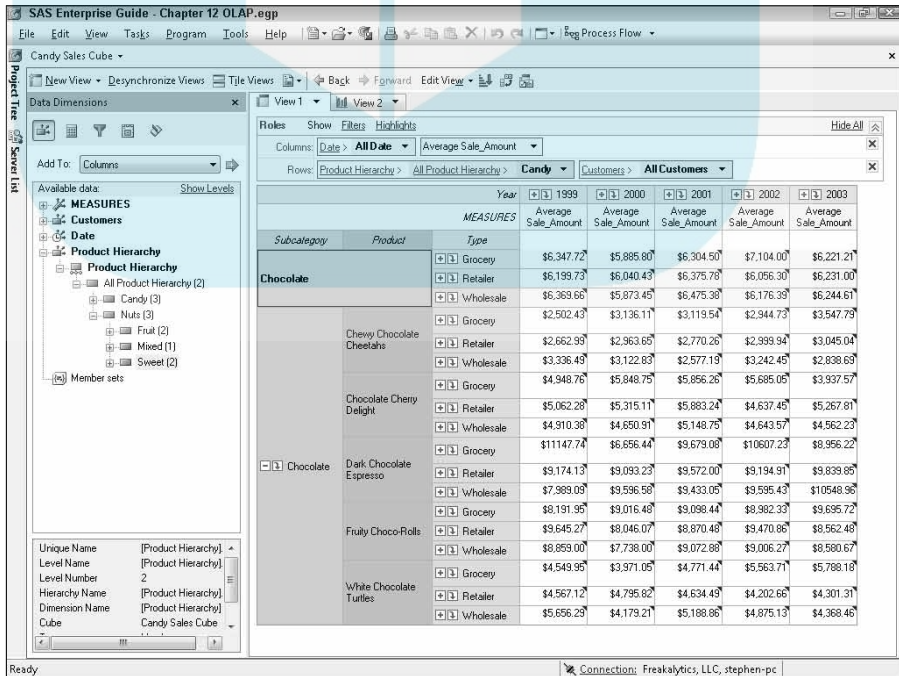 SAS Enterprise Guide - Chapter 12 OLAP.egp
File Edit View Tasks Program Tools Help Process Flow
Candy Sales Cube
Project Tree
Server List
New View Desynchronize Views Tile Views Back Forward Edit View
Data Dimensions
Add To: Columns
Available data: Show Levels
MEASURES
Customers
Date
Product Hierarchy
Product Hierarchy
All Product Hierarchy (2)
Candy (3)
Nuts (3)
Fruit (2)
Mixed (1)
Sweet (2)
Member sets
Unique Name [Product Hierarchy].
Level Name [Product Hierarchy].
Level Number 2
Hierarchy Name [Product Hierarchy].
Dimension Name [Product Hierarchy]
Cube Candy Sales Cube
View 1 View 2
Roles Show Filters Highlights Hide All
Columns: Date > All Date Average Sale_Amount
Rows: Product Hierarchy > All Product Hierarchy > Candy Customers > All Customers
Year 1999 2000 2001 2002 2003
MEASURES Average Sale_Amount Average Sale_Amount Average Sale_Amount Average Sale_Amount Average Sale_Amount
Subcategory Product Type
Chocolate Grocery $6,347.72 $5,885.80 $6,304.50 $7,104.00 $6,221.21
Retailer $6,199.73 $6,040.43 $6,375.78 $6,056.30 $6,231.00
Wholesale $6,369.66 $5,873.45 $6,475.38 $6,176.39 $6,244.61
Chocolate Chewy Chocolate Cheetahs Grocery $2,502.43 $3,136.11 $3,119.54 $2,944.73 $3,547.79
Retailer $2,662.99 $2,963.65 $2,770.26 $2,999.94 $3,045.04
Wholesale $3,336.49 $3,122.83 $2,577.19 $3,242.45 $2,838.69
Chocolate Cherry Delight Grocery $4,948.76 $5,848.75 $5,856.26 $5,685.05 $3,937.57
Retailer $5,062.28 $5,315.11 $5,883.24 $4,637.45 $5,267.81
Wholesale $4,910.38 $4,650.91 $5,148.75 $4,643.57 $4,562.23
Dark Chocolate Espresso Grocery $11147.74 $6,656.44 $9,679.08 $10607.23 $8,956.22
Retailer $9,174.13 $9,093.23 $9,572.00 $9,194.91 $9,839.85
Wholesale $7,989.09 $9,596.58 $9,433.05 $9,595.43 $10548.96
Fruity Choco-Rolls Grocery $8,191.95 $9,016.48 $9,098.44 $8,982.33 $9,695.72
Retailer $9,645.27 $8,046.07 $8,870.48 $9,470.86 $8,562.48
Wholesale $8,859.00 $7,738.00 $9,072.88 $9,006.27 $8,580.67
White Chocolate Turtles Grocery $4,549.95 $3,971.05 $4,771.44 $5,563.71 $5,788.18
Retailer $4,567.12 $4,795.82 $4,634.49 $4,202.66 $4,301.31
Wholesale $5,656.29 $4,179.21 $5,188.86 $4,875.13 $4,368.46
Ready
Connection: Freakalytics, LLC, stephen-pc